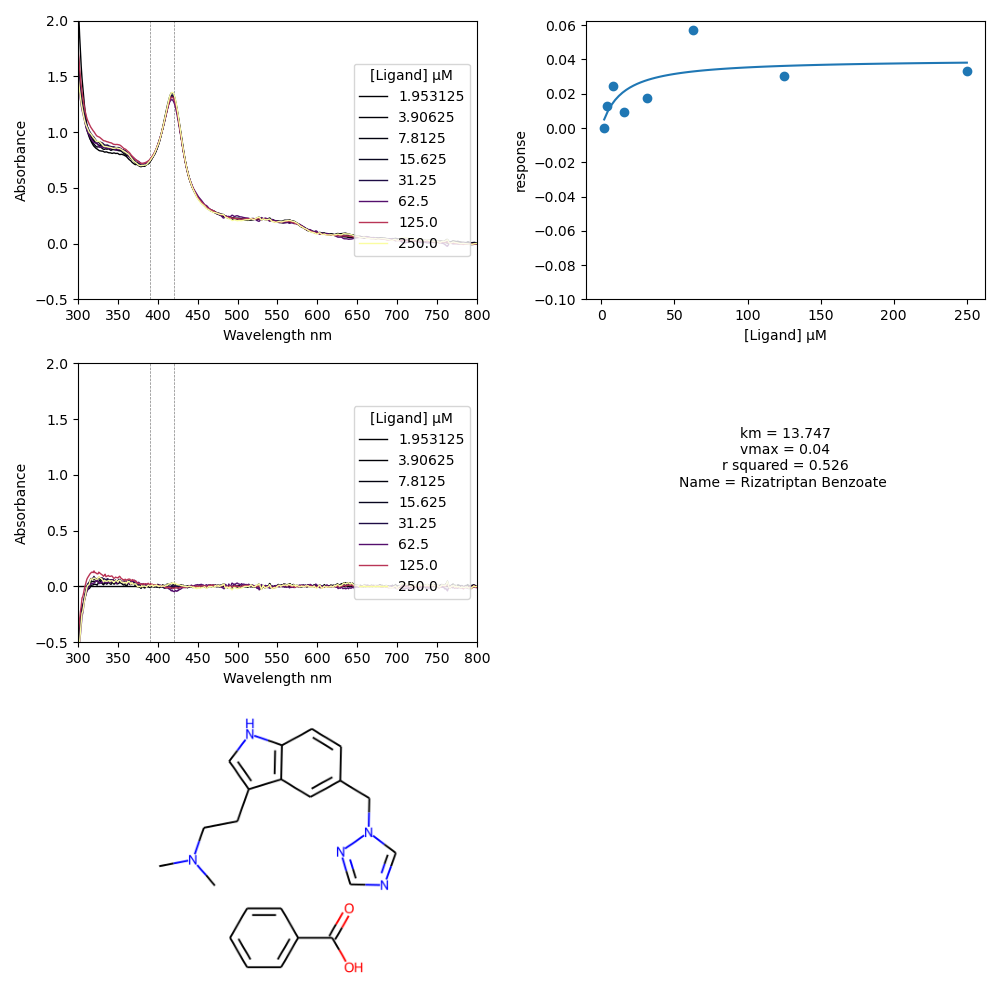 2.0
1.5
1.0
0.5
0.0
−0.5
Absorbance
300 350 400 450 500 550 600 650 700 750 800
Wavelength nm
[Ligand] µM
1.953125
3.90625
7.8125
15.625
31.25
62.5
125.0
250.0
0.06
0.04
0.02
0.00
−0.02
−0.04
−0.06
−0.08
−0.10
response
0 50 100 150 200 250
[Ligand] µM
2.0
1.5
1.0
0.5
0.0
−0.5
Absorbance
300 350 400 450 500 550 600 650 700 750 800
Wavelength nm
[Ligand] µM
1.953125
3.90625
7.8125
15.625
31.25
62.5
125.0
250.0
km = 13.747
vmax = 0.04
r squared = 0.526
Name = Rizatriptan Benzoate
H
N
N
N
N
N
O
OH